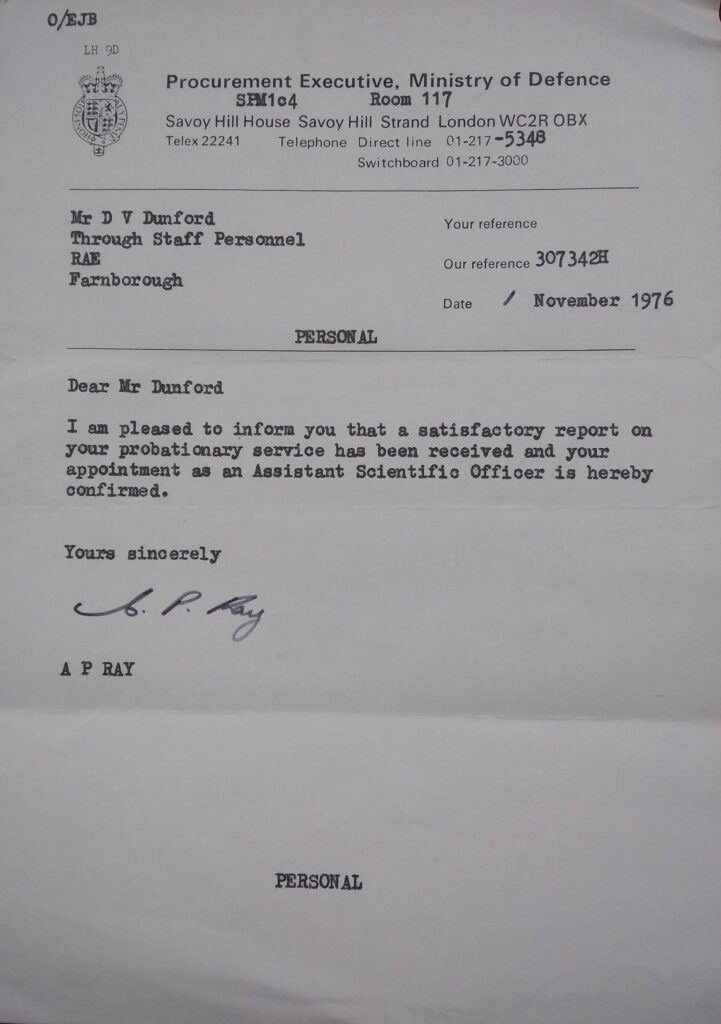 O/EJB
LH 9D
Procurement Executive, Ministry of Defence
SPM1c4 Room 117
Savoy Hill House Savoy Hill Strand London WC2R OBX
Telex 22241 Telephone Direct line 01-217-5348
Switchboard 01-217-3000
Mr D V Dunford
Through Staff Personnel
RAE
Farnborough
Your reference
Our reference 307342H
Date / November 1976
PERSONAL
Dear Mr Dunford
I am pleased to inform you that a satisfactory report on
your probationary service has been received and your
appointment as an Assistant Scientific Officer is hereby
confirmed.
Yours sincerely
A. P. Ray
A P RAY
PERSONAL